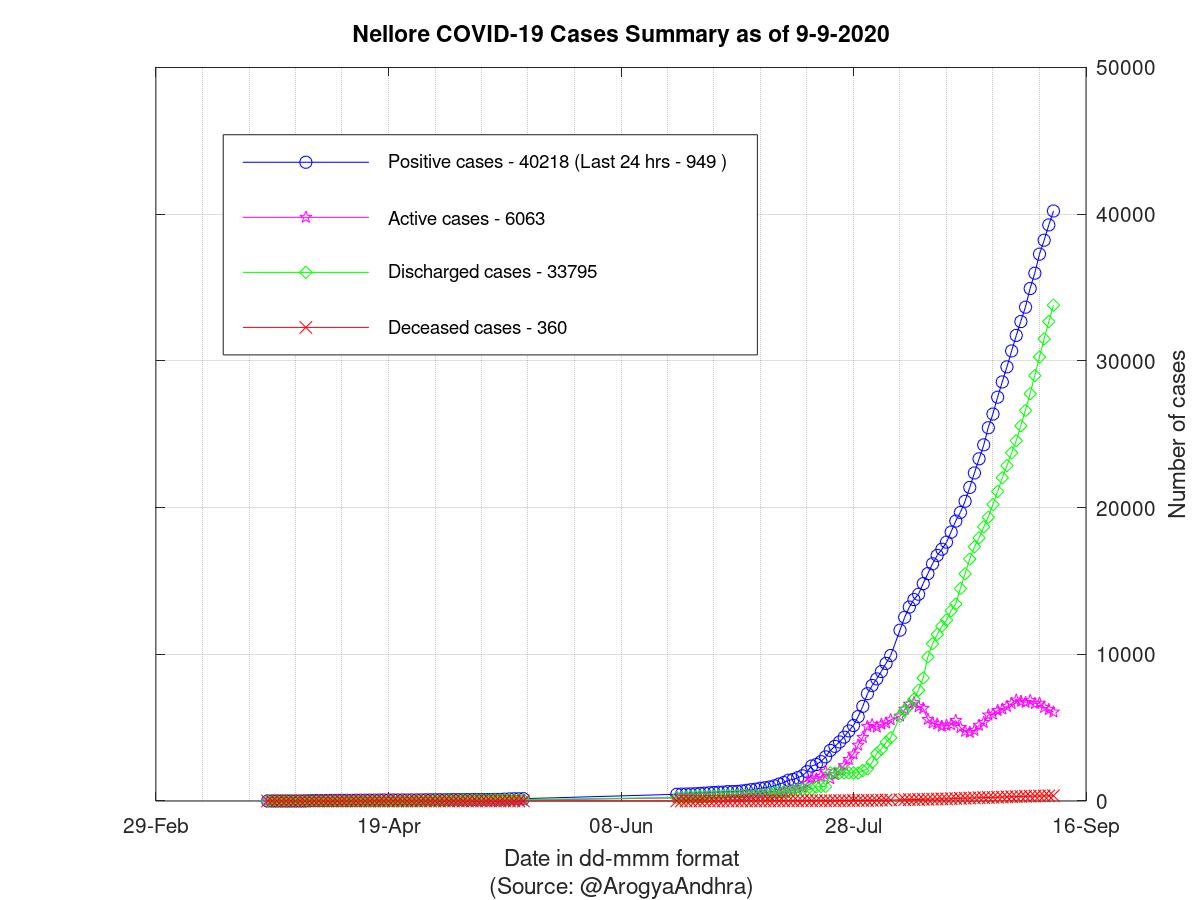 Nellore COVID-19 Cases Summary as of 9-9-2020
50000
Positive cases - 40218 (Last 24 hrs - 949 )
40000
Active cases - 6063
Discharged cases - 33795
Deceased cases - 360
30000
Number of cases
20000
10000
0
29-Feb 19-Apr 08-Jun 28-Jul 16-Sep
Date in dd-mmm format
(Source: @ArogyaAndhra)